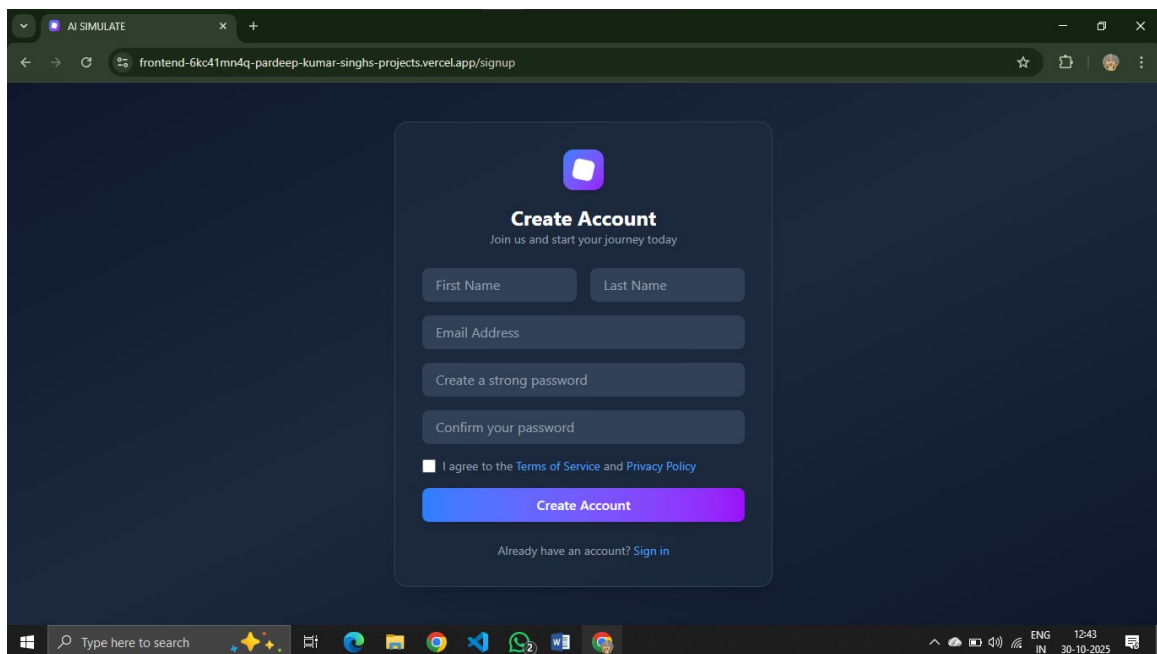 AI SIMULATE
frontend-6kc41mn4q-pardeep-kumar-singhs-projects.vercel.app/signup
Create Account
Join us and start your journey today
First Name Last Name
Email Address
Create a strong password
Confirm your password
I agree to the Terms of Service and Privacy Policy
Create Account
Already have an account? Sign in
Type here to search 2 W ENG 12:43
IN 30-10-2025